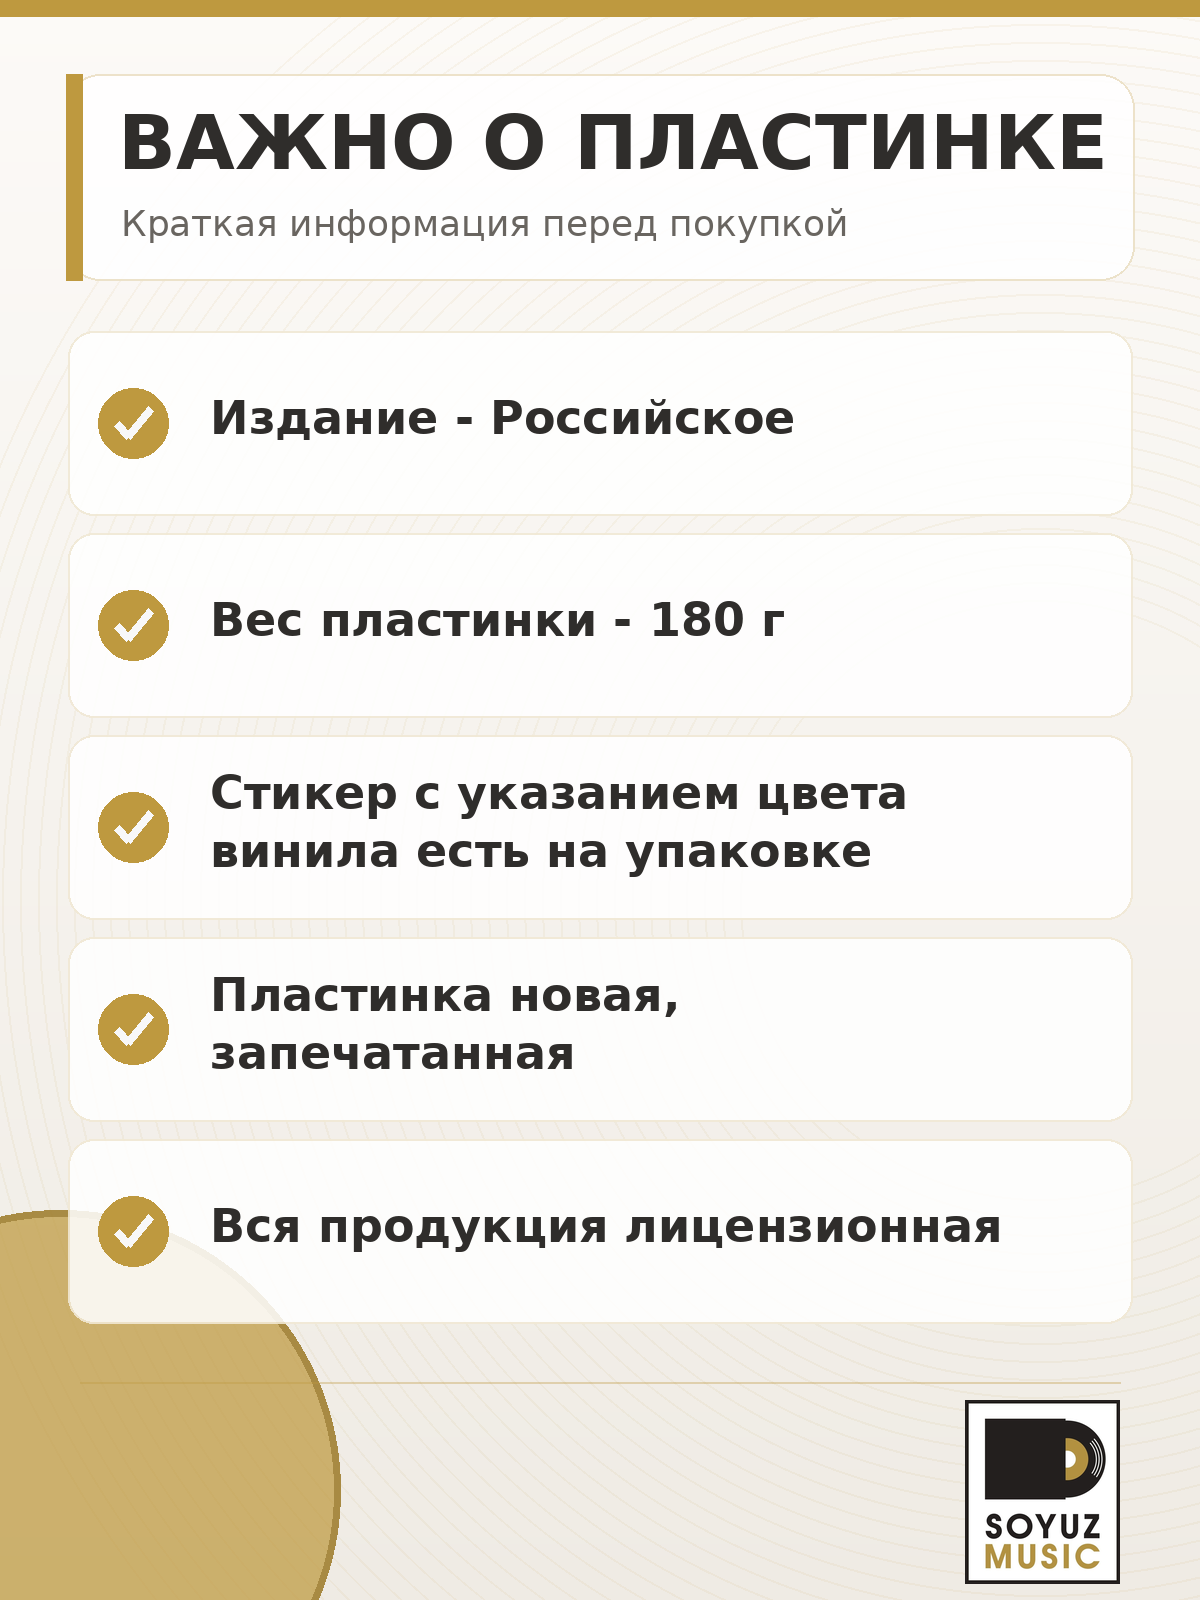 ВАЖНО О ПЛАСТИНКЕ
Краткая информация перед покупкой
Издание - Российское
Вес пластинки - 180 г
Стикер с указанием цвета
винила есть на упаковке
Пластинка новая,
запечатанная
Вся продукция лицензионная
SOYUZ
MUSIC